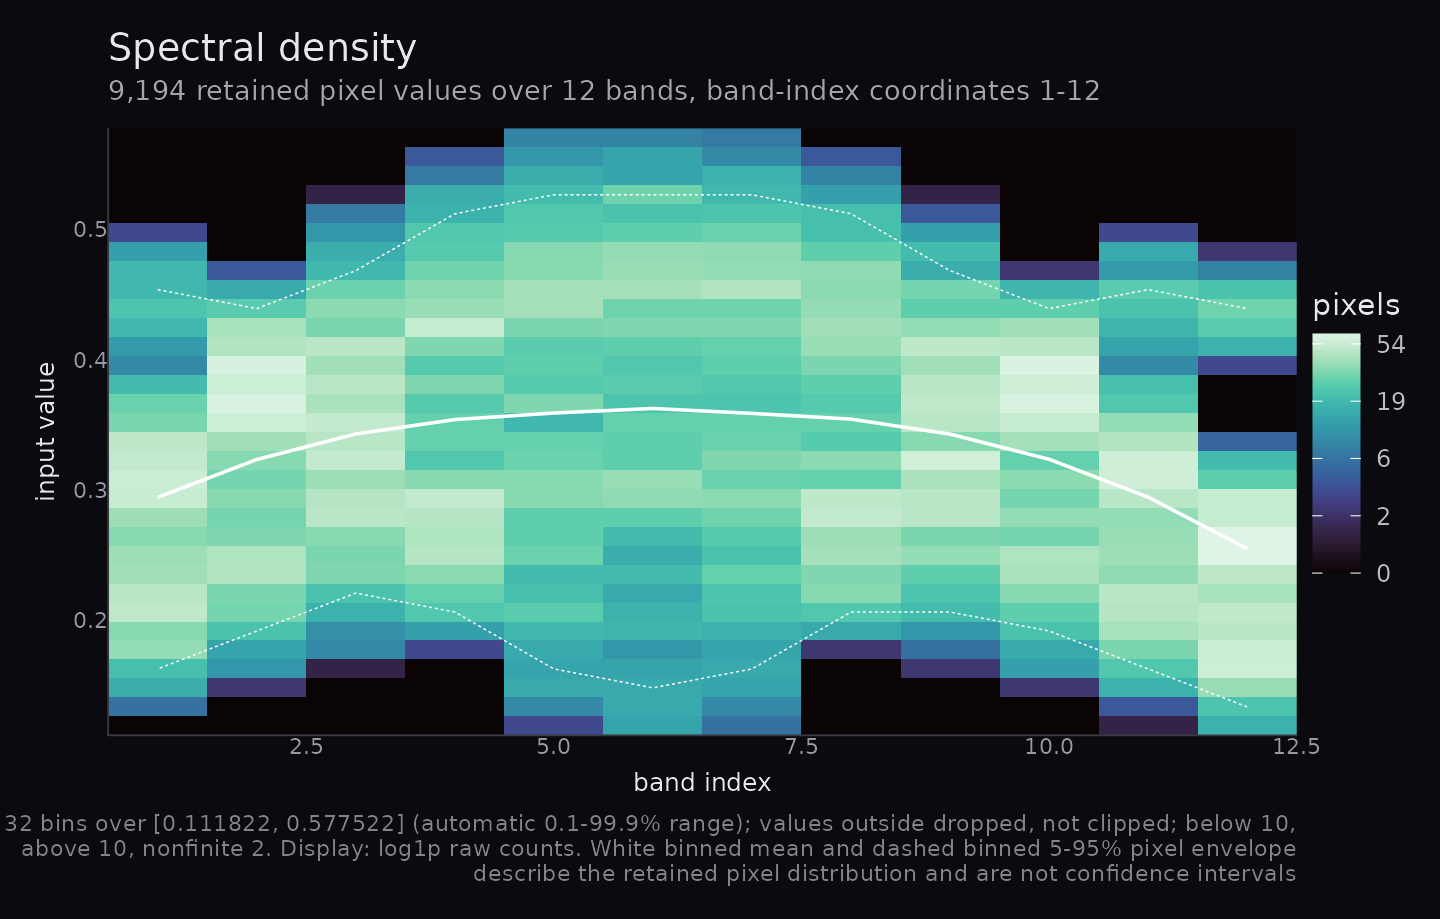 Spectral density
9,194 retained pixel values over 12 bands, band-index coordinates 1-12
pixels
54
19
6
2
0
input value
0.5
0.4
0.3
0.2
2.5 5.0 7.5 10.0 12.5
band index
32 bins over [0.111822, 0.577522] (automatic 0.1-99.9% range); values outside dropped, not clipped; below 10,
above 10, nonfinite 2. Display: log1p raw counts. White binned mean and dashed binned 5-95% pixel envelope
describe the retained pixel distribution and are not confidence intervals